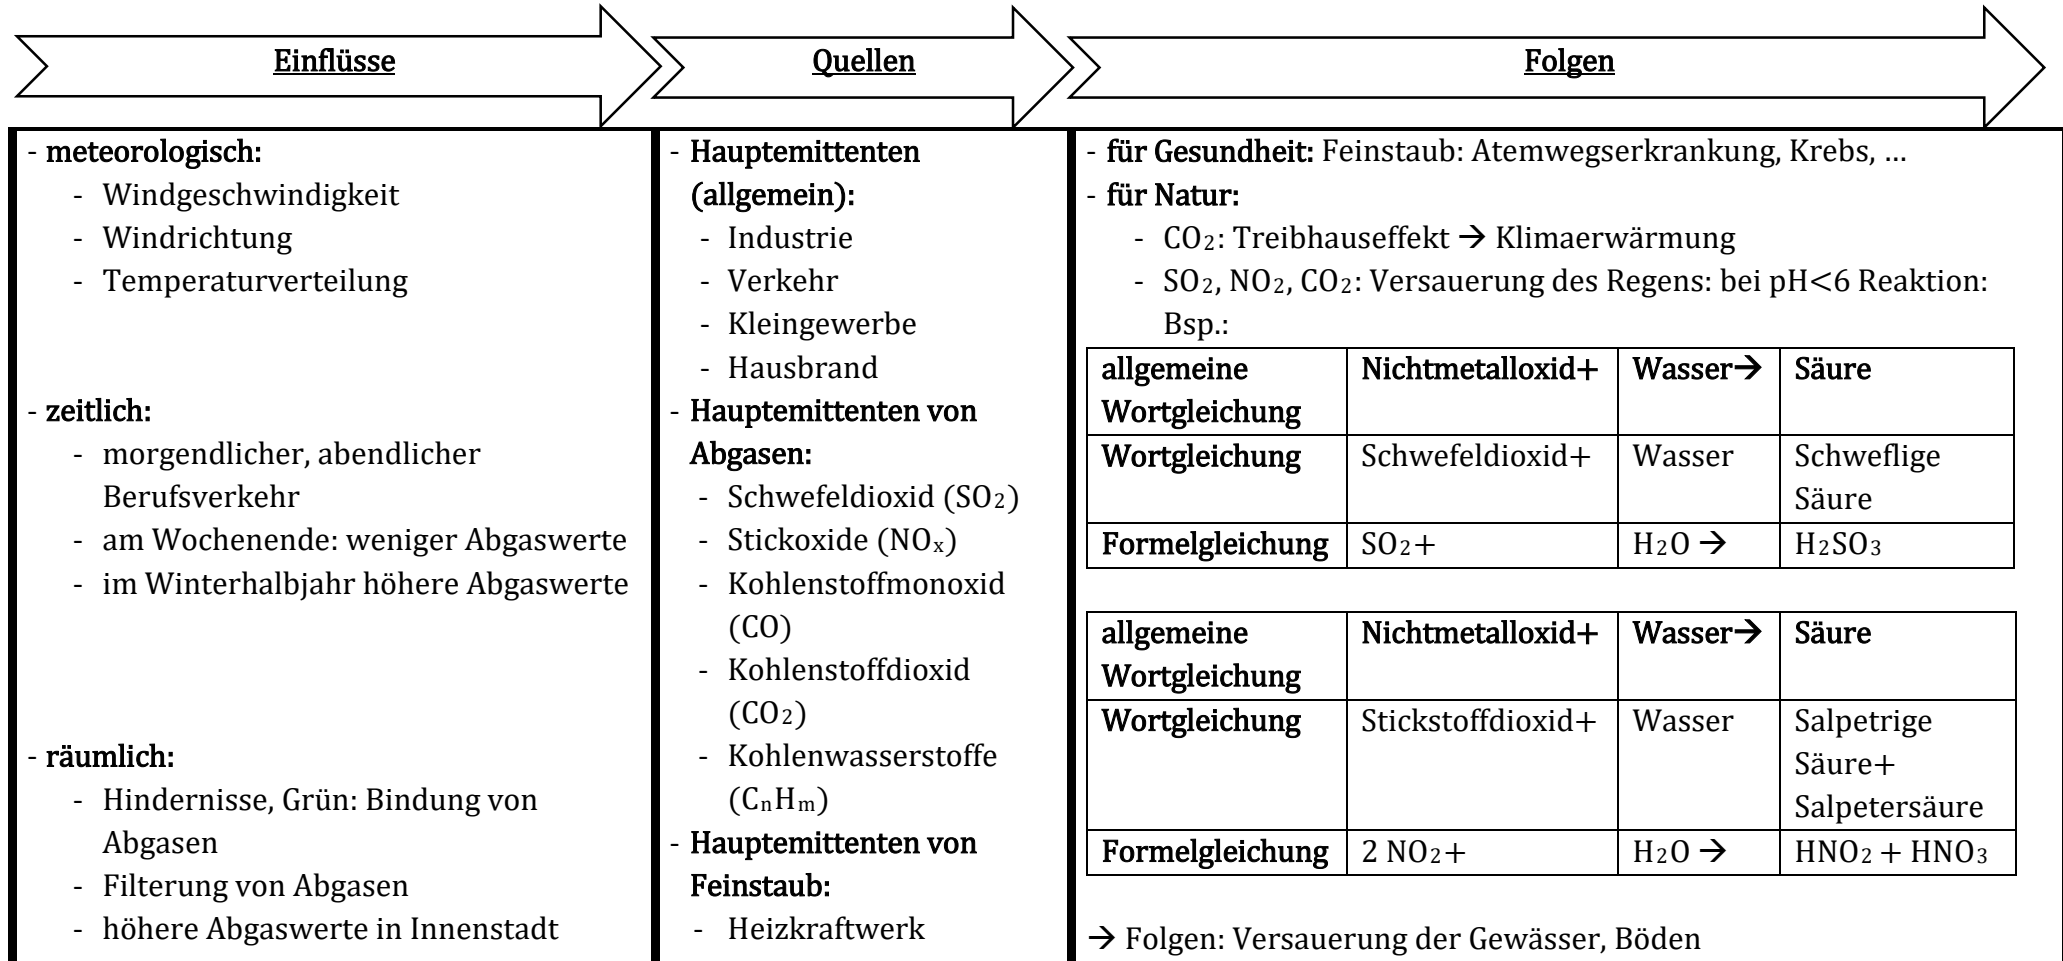 Einflüsse
Quellen
Folgen
- meteorologisch:
- Windgeschwindigkeit
- Windrichtung
- Temperaturverteilung
- zeitlich:
- morgendlicher, abendlicher
Berufsverkehr
- am Wochenende: weniger Abgaswerte
- im Winterhalbjahr höhere Abgaswerte
- räumlich:
- Hindernisse, Grün: Bindung von
Abgasen
- Filterung von Abgasen
- höhere Abgaswerte in Innenstadt
- Hauptemittenten
(allgemein):
- Industrie
- Verkehr
- Kleingewerbe
- Hausbrand
- Hauptemittenten von
Abgasen:
- Schwefeldioxid (SO₂)
- Stickoxide (NOₓ)
- Kohlenstoffmonoxid
(CO)
- Kohlenstoffdioxid
(CO₂)
- Kohlenwasserstoffe
(CₙHₘ)
- Hauptemittenten von
Feinstaub:
- Heizkraftwerk
- für Gesundheit: Feinstaub: Atemwegserkrankung, Krebs, …
- für Natur:
- CO₂: Treibhauseffekt → Klimaerwärmung
- SO₂, NO₂, CO₂: Versauerung des Regens: bei pH<6 Reaktion:
Bsp.:
allgemeine Nichtmetalloxid+ Wasser→ Säure
Wortgleichung
Wortgleichung Schwefeldioxid+ Wasser Schweflige
Säure
Formelgleichung SO₂+ H₂O → H₂SO₃
allgemeine Nichtmetalloxid+ Wasser→ Säure
Wortgleichung
Wortgleichung Stickstoffdioxid+ Wasser Salpetrige
Säure+
Salpetersäure
Formelgleichung 2 NO₂+ H₂O → HNO₂ + HNO₃
→ Folgen: Versauerung der Gewässer, Böden